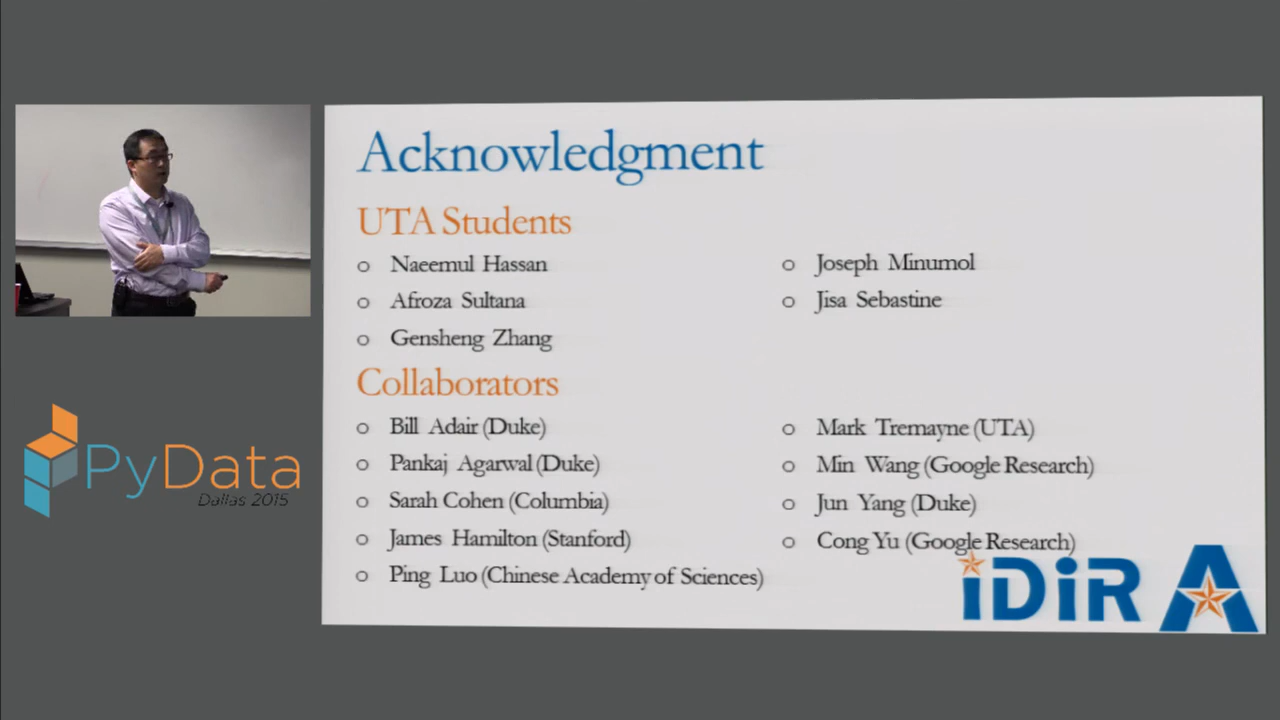 Acknowledgment
UTA Students
o Naeemul Hassan
o Afroza Sultana
o Gensheng Zhang
o Joseph Minumol
o Jisa Sebastine
Collaborators
o Bill Adair (Duke)
o Pankaj Agarwal (Duke)
o Sarah Cohen (Columbia)
o James Hamilton (Stanford)
o Ping Luo (Chinese Academy of Sciences)
o Mark Tremayne (UTA)
o Min Wang (Google Research)
o Jun Yang (Duke)
o Cong Yu (Google Research)
iDiR A
PyData
Dallas 2015